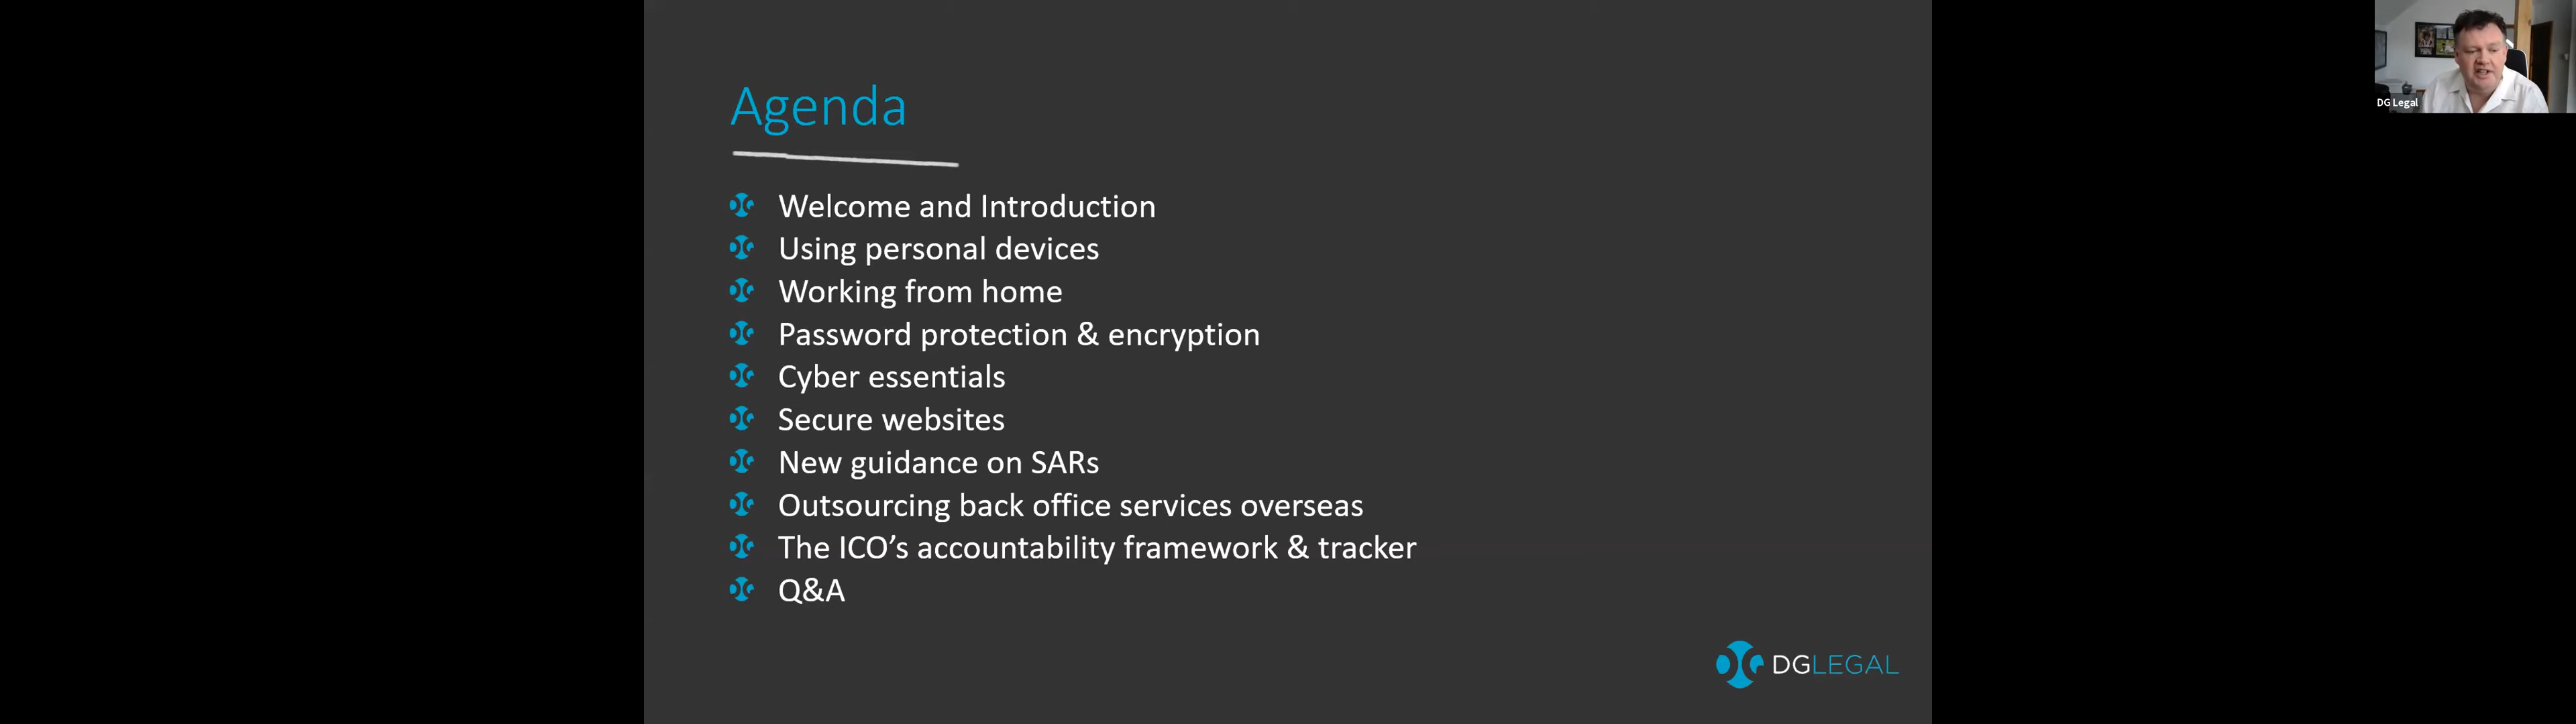 Agenda
Welcome and Introduction
Using personal devices
Working from home
Password protection & encryption
Cyber essentials
Secure websites
New guidance on SARs
Outsourcing back office services overseas
The ICO’s accountability framework & tracker
Q&A
DGLEGAL
DG Legal